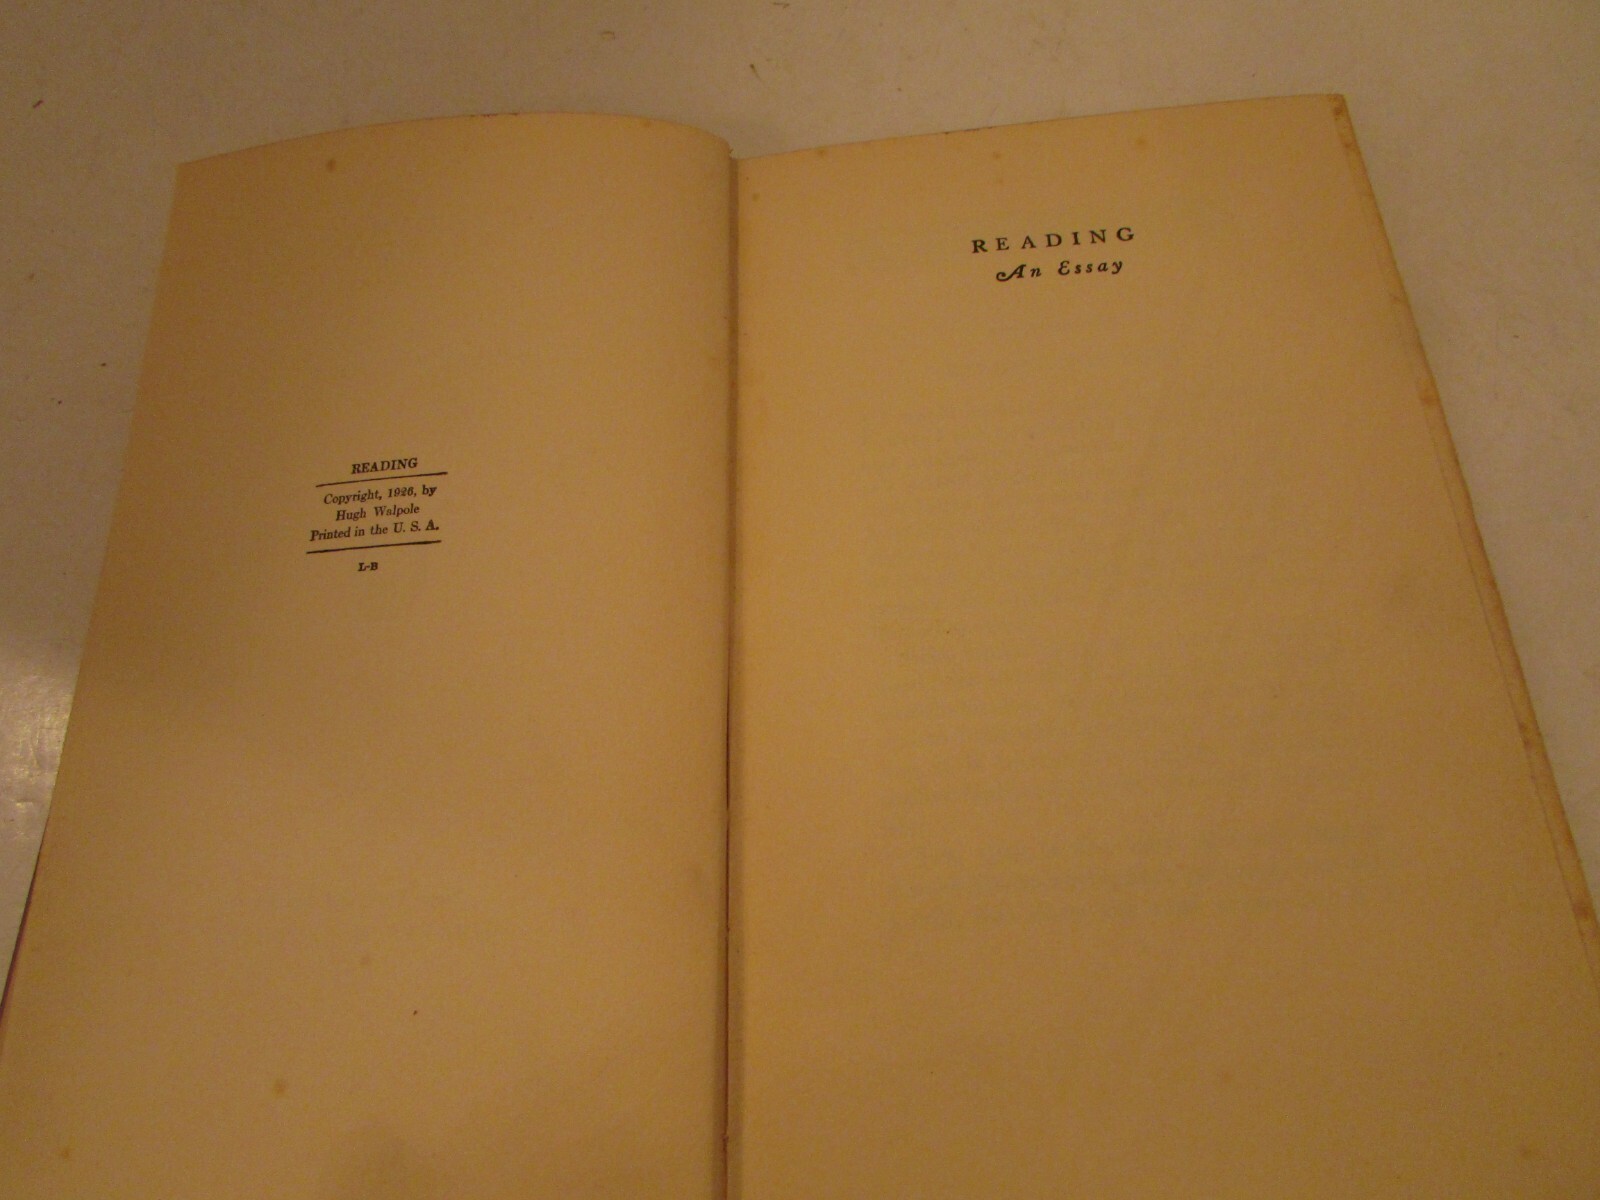 READING
Copyright, 1926, by
Hugh Walpole
Printed in the U. S. A.
L-B
READING
An Essay